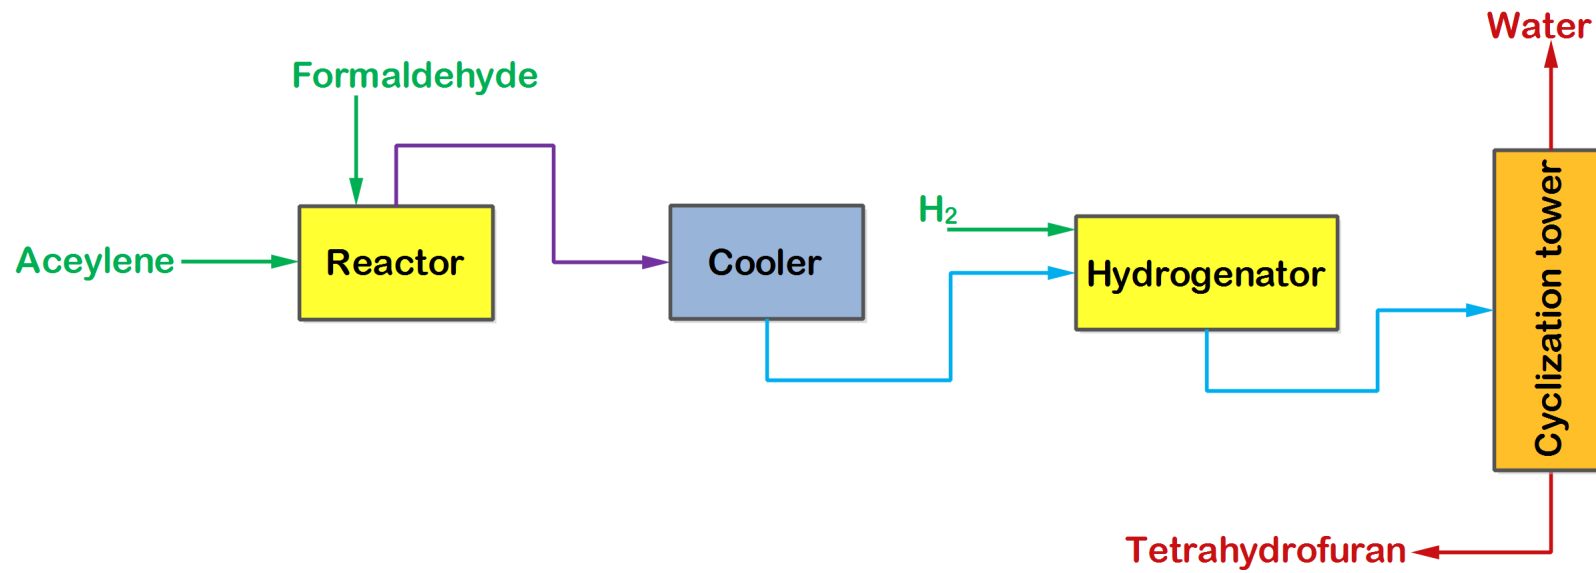 Water
Formaldehyde
H₂
Aceylene
Reactor
Cooler
Hydrogenator
Cyclization tower
Tetrahydrofuran